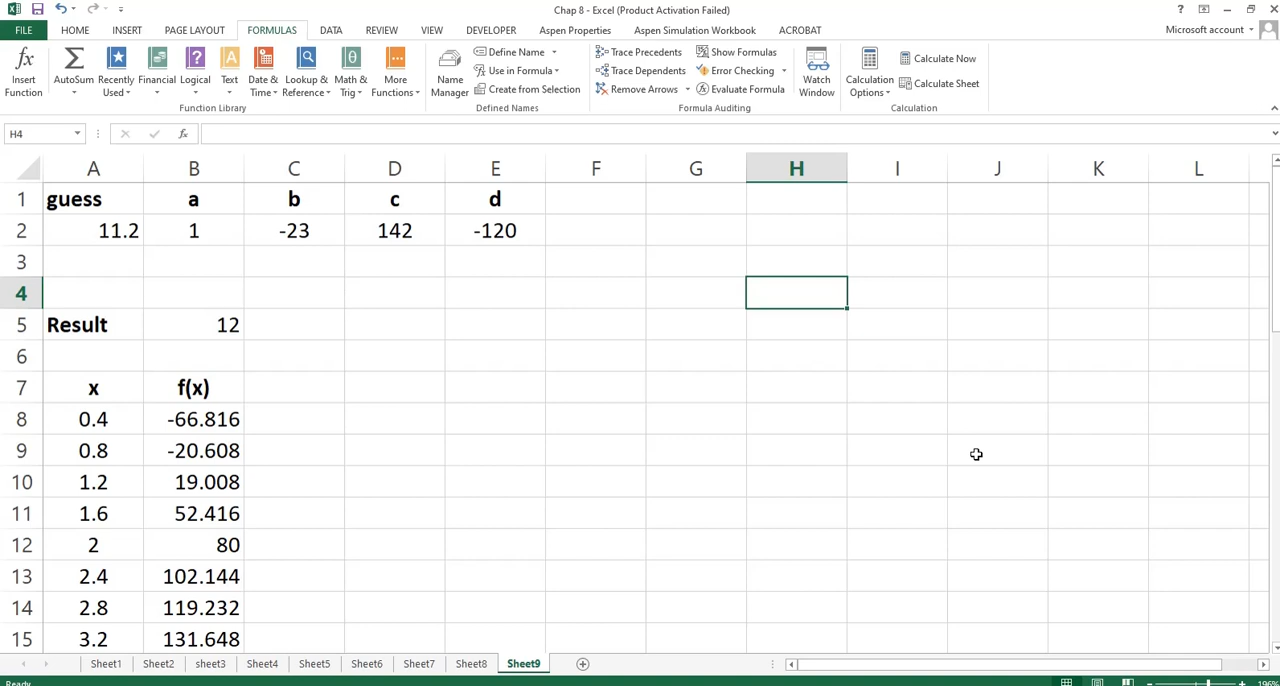 Chap 8 - Excel (Product Activation Failed)
FILE HOME INSERT PAGE LAYOUT FORMULAS DATA REVIEW VIEW DEVELOPER Aspen Properties Aspen Simulation Workbook ACROBAT Microsoft account
Insert Function
AutoSum
Recently Used
Financial
Logical
Text
Date & Time
Lookup & Reference
Math & Trig
More Functions
Function Library
Name Manager
Define Name
Use in Formula
Create from Selection
Defined Names
Trace Precedents
Trace Dependents
Remove Arrows
Show Formulas
Error Checking
Evaluate Formula
Formula Auditing
Watch Window
Calculation Options
Calculate Now
Calculate Sheet
Calculation
H4 fx
A B C D E F G H I J K L
1 guess a b c d
2 11.2 1 -23 142 -120
3
4
5 Result 12
6
7 x f(x)
8 0.4 -66.816
9 0.8 -20.608
10 1.2 19.008
11 1.6 52.416
12 2 80
13 2.4 102.144
14 2.8 119.232
15 3.2 131.648
Sheet1 Sheet2 sheet3 Sheet4 Sheet5 Sheet6 Sheet7 Sheet8 Sheet9
Ready 196%